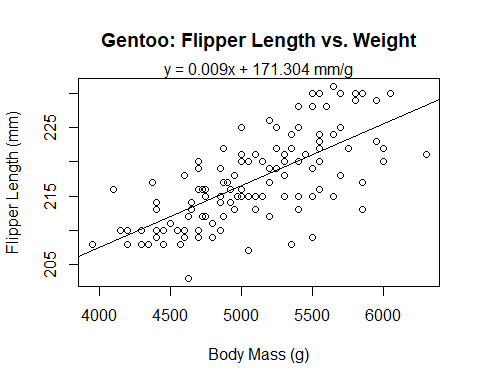 Gentoo: Flipper Length vs. Weight
y = 0.009x + 171.304 mm/g
Flipper Length (mm)
225
215
205
4000 4500 5000 5500 6000
Body Mass (g)